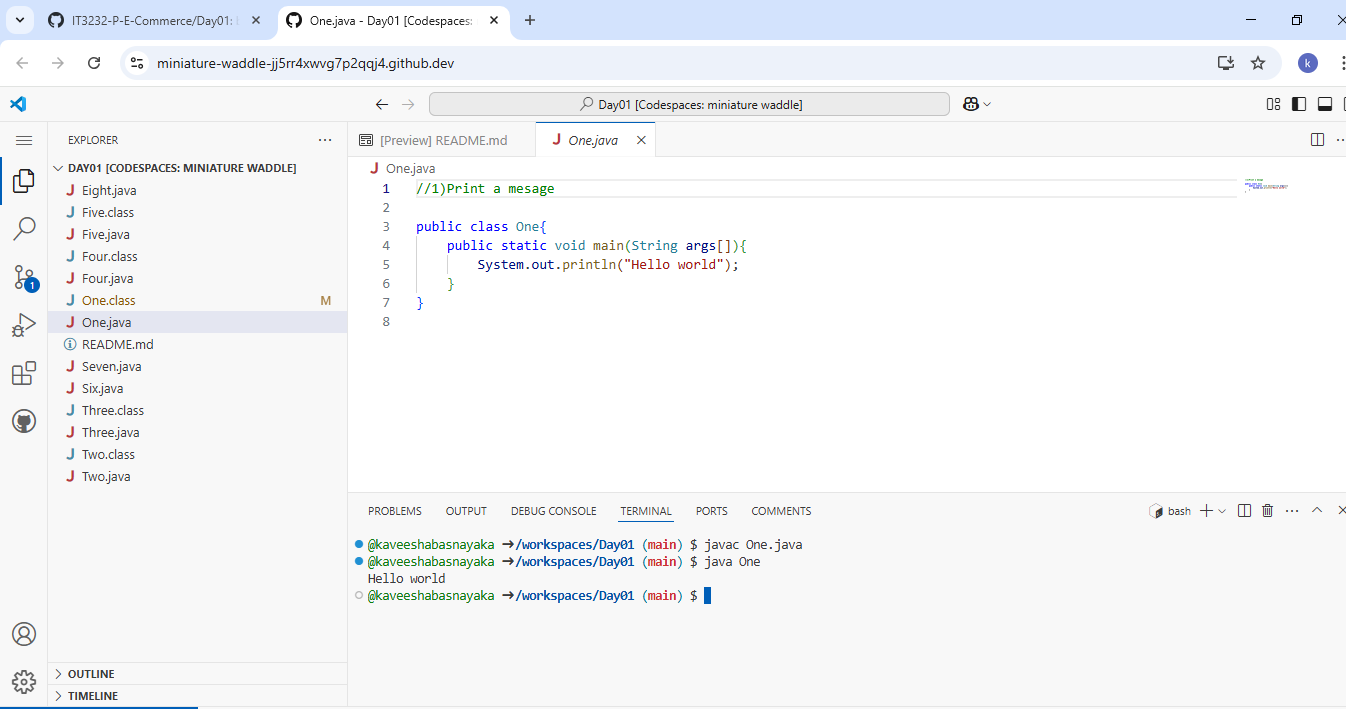 IT3232-P-E-Commerce/Day01:
One.java - Day01 [Codespaces:
miniature-waddle-jj5rr4xwvg7p2qqj4.github.dev
k
Day01 [Codespaces: miniature waddle]
EXPLORER
DAY01 [CODESPACES: MINIATURE WADDLE]
Eight.java
Five.class
Five.java
Four.class
Four.java
One.class M
One.java
README.md
Seven.java
Six.java
Three.class
Three.java
Two.class
Two.java
1
OUTLINE
TIMELINE
[Preview] README.md
J One.java
J One.java
1 //1)Print a mesage
2
3 public class One{
4 public static void main(String args[]){
5 System.out.println("Hello world");
6 }
7 }
8
PROBLEMS OUTPUT DEBUG CONSOLE TERMINAL PORTS COMMENTS
bash
@kaveeshabasnayaka ➜/workspaces/Day01 (main) $ javac One.java
@kaveeshabasnayaka ➜/workspaces/Day01 (main) $ java One
Hello world
@kaveeshabasnayaka ➜/workspaces/Day01 (main) $